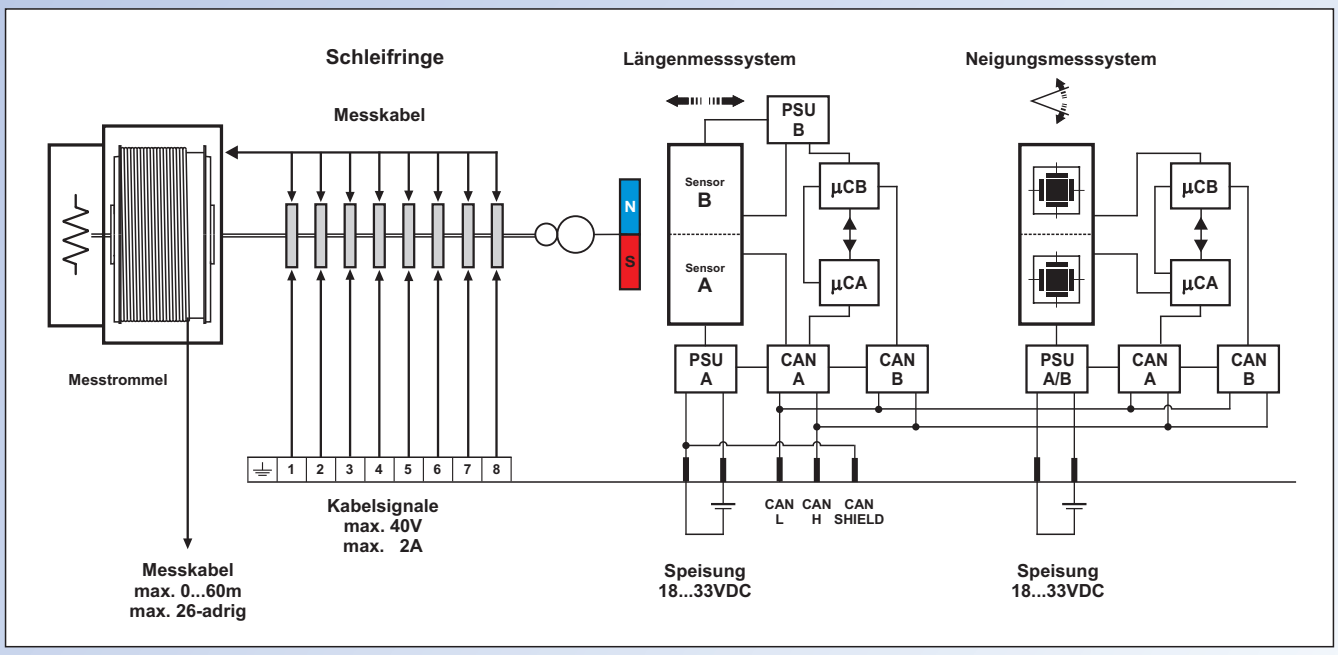 Schleifringe
Längenmesssystem
Neigungsmesssystem
Messkabel
PSU
B
Sensor
B
Sensor
A
µCB
µCA
N
S
µCB
µCA
Messtrommel
PSU
A
CAN
A
CAN
B
PSU
A/B
CAN
A
CAN
B
1 2 3 4 5 6 7 8
Kabelsignale
max. 40V
max. 2A
CAN CAN CAN
L H SHIELD
Messkabel
max. 0...60m
max. 26-adrig
Speisung
18...33VDC
Speisung
18...33VDC